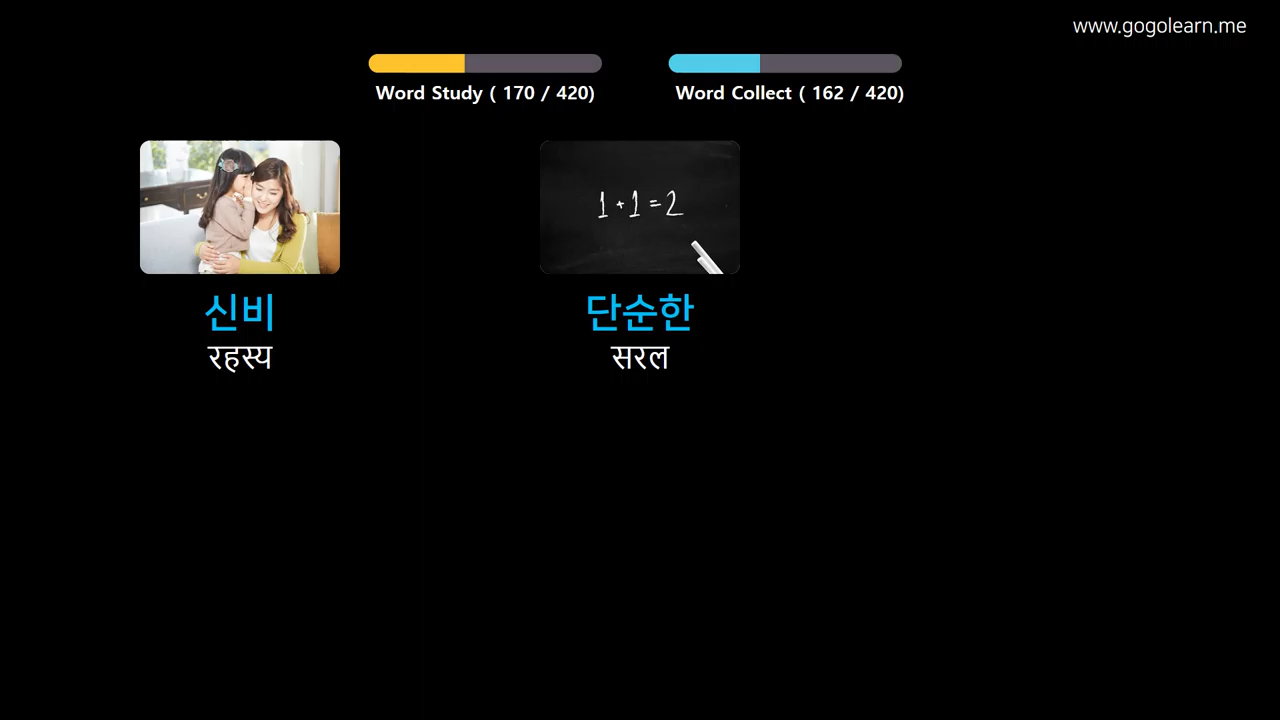 www.gogolearn.me
Word Study ( 170 / 420)
Word Collect ( 162 / 420)
1 + 1 = 2
신비
단순한
रहस्य
सरल